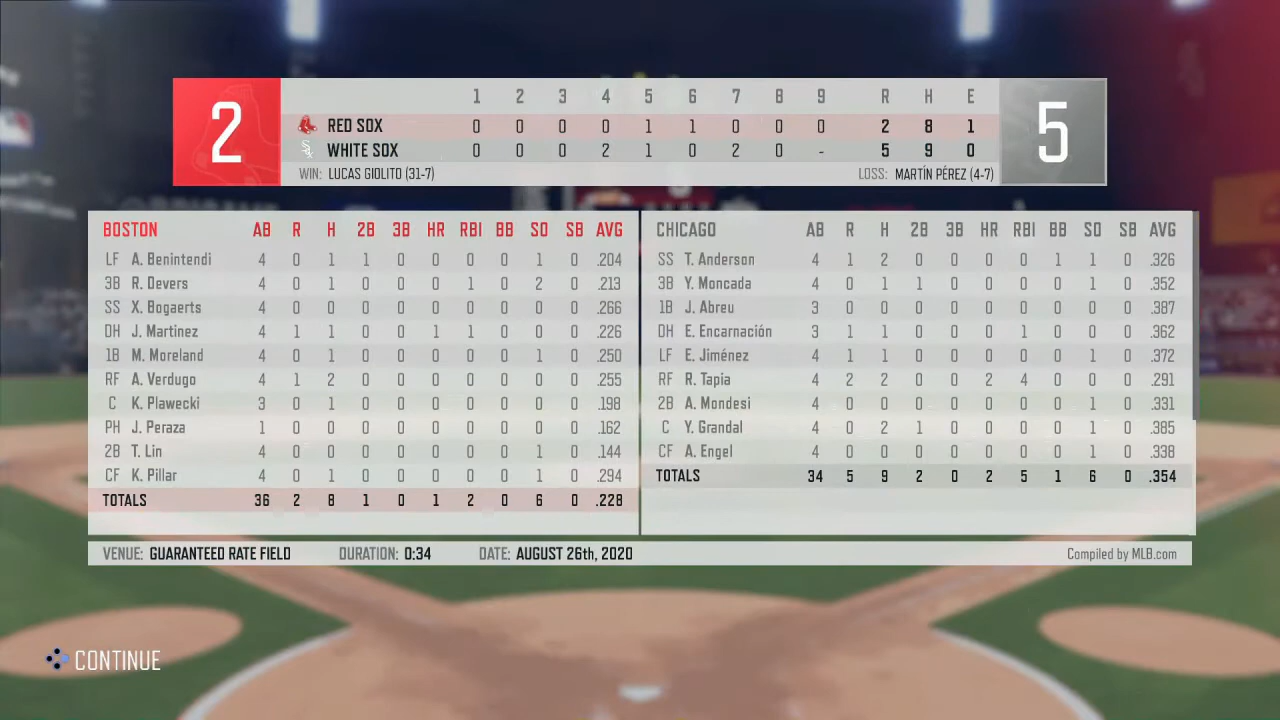 1 2 3 4 5 6 7 8 9 R H E
2 RED SOX 0 0 0 0 1 1 0 0 0 2 8 1 5
WHITE SOX 0 0 0 2 1 0 2 0 - 5 9 0
WIN: LUCAS GIOLITO (31-7) LOSS: MARTÍN PÉREZ (4-7)
BOSTON AB R H 2B 3B HR RBI BB SO SB AVG
LF A. Benintendi 4 0 1 1 0 0 0 0 1 0 .204
3B R. Devers 4 0 1 0 0 0 1 0 2 0 .213
SS X. Bogaerts 4 0 0 0 0 0 0 0 0 0 .266
DH J. Martinez 4 1 1 0 0 1 1 0 0 0 .226
1B M. Moreland 4 0 1 0 0 0 0 0 1 0 .250
RF A. Verdugo 4 1 2 0 0 0 0 0 0 0 .255
C K. Plawecki 3 0 1 0 0 0 0 0 0 0 .198
PH J. Peraza 1 0 0 0 0 0 0 0 0 0 .162
2B T. Lin 4 0 0 0 0 0 0 0 1 0 .144
CF K. Pillar 4 0 1 0 0 0 0 0 1 0 .294
TOTALS 36 2 8 1 0 1 2 0 6 0 .228
CHICAGO AB R H 2B 3B HR RBI BB SO SB AVG
SS T. Anderson 4 1 2 0 0 0 0 1 1 0 .326
3B Y. Moncada 4 0 1 1 0 0 0 0 1 0 .352
1B J. Abreu 3 0 0 0 0 0 0 0 0 0 .387
DH E. Encarnación 3 1 1 0 0 0 1 0 0 0 .362
LF E. Jiménez 4 1 1 0 0 0 0 0 1 0 .372
RF R. Tapia 4 2 2 0 0 2 4 0 0 0 .291
2B A. Mondesi 4 0 0 0 0 0 0 0 1 0 .331
C Y. Grandal 4 0 2 1 0 0 0 0 1 0 .385
CF A. Engel 4 0 0 0 0 0 0 0 1 0 .338
TOTALS 34 5 9 2 0 2 5 1 6 0 .354
VENUE: GUARANTEED RATE FIELD DURATION: 0:34 DATE: AUGUST 26th, 2020 Compiled by MLB.com
CONTINUE